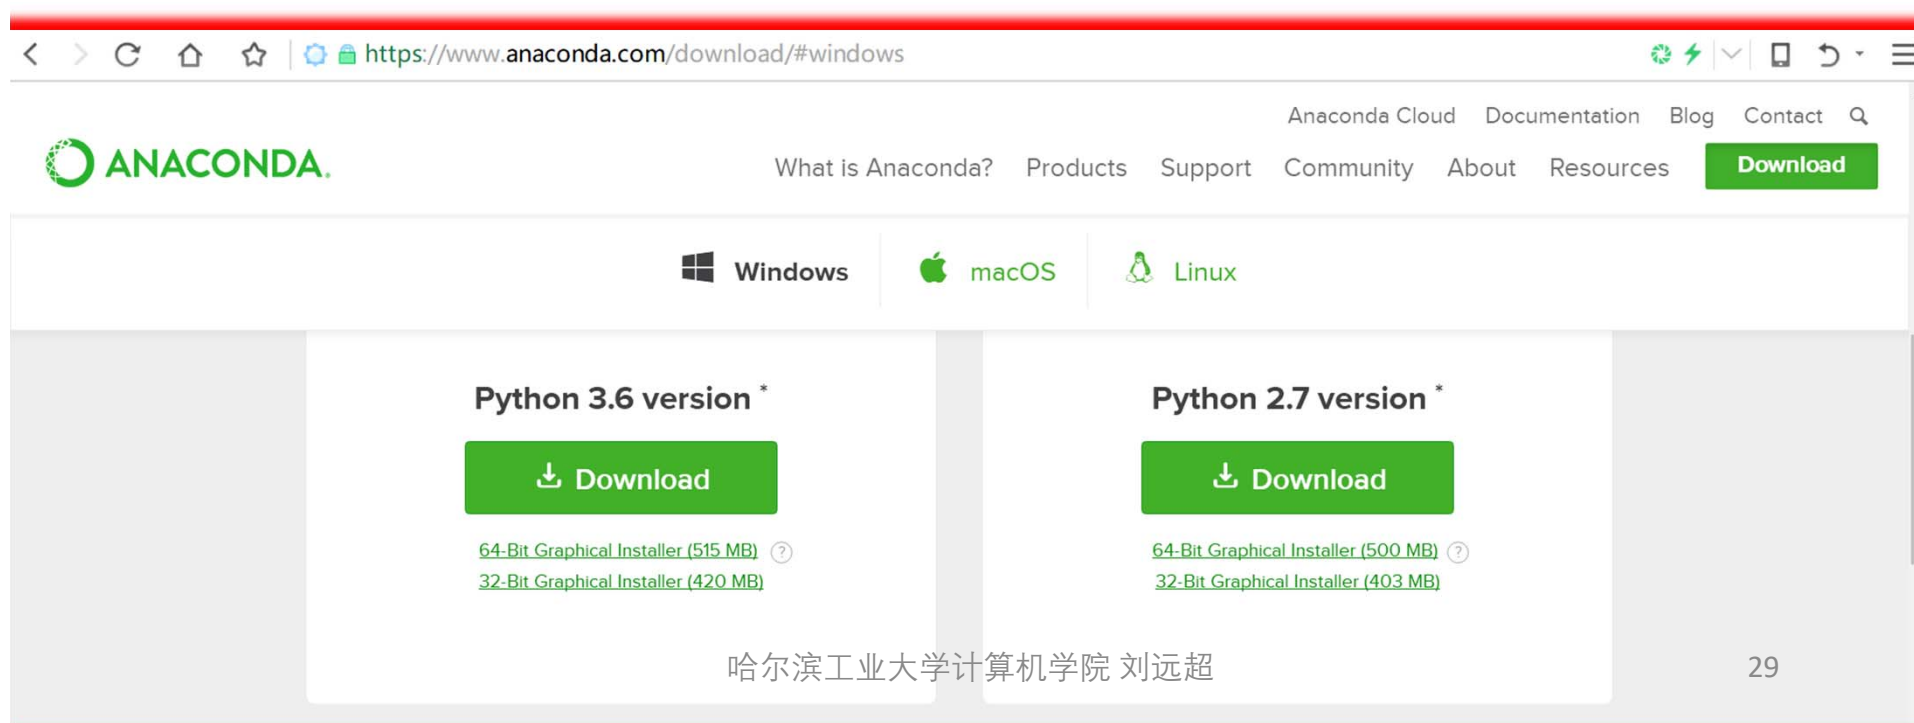 https://www.anaconda.com/download/#windows
Anaconda Cloud Documentation Blog Contact
ANANCONDA.
What is Anaconda? Products Support Community About Resources Download
Windows macOS Linux
Python 3.6 version * Python 2.7 version *
Download Download
64-Bit Graphical Installer (515 MB) ? 64-Bit Graphical Installer (500 MB) ?
32-Bit Graphical Installer (420 MB) 32-Bit Graphical Installer (403 MB)
哈尔滨工业大学计算机学院 刘远超 29